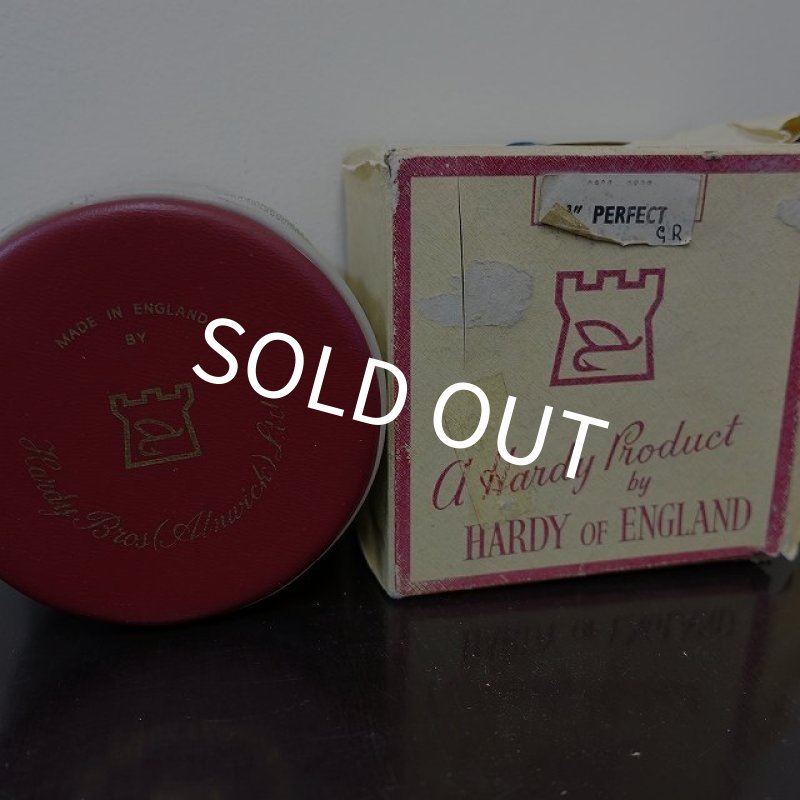 MADE IN ENGLAND
BY
Hardy Bros (Alnwick) Ltd
SOLD OUT
" PERFECT
G R
A Hardy Product
by
HARDY OF ENGLAND